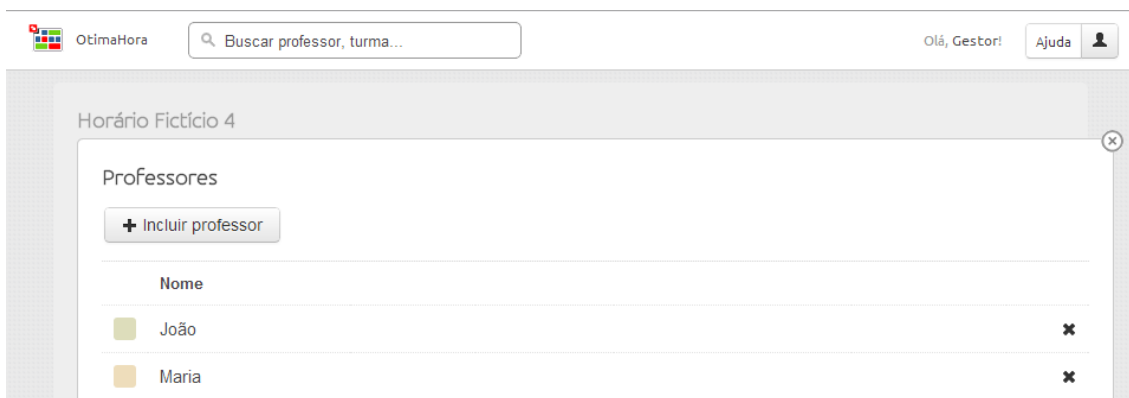 OtimaHora Buscar professor, turma... Olá, Gestor! Ajuda
Horário Fictício 4
Professores
Incluir professor
Nome
João
Maria